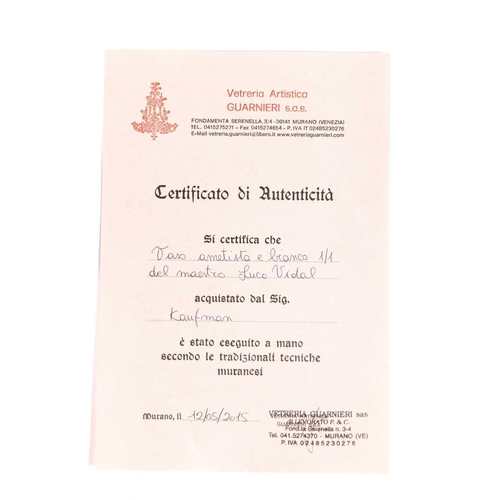 Vetreria Artistica
GUARNIERI s.a.s.
FONDAMENTA SERENELLA, 3/4 - 30141 MURANO (VENEZIA)
TEL. 0415275271 - Fax 0415274654 - P. IVA IT 02485230276
E-Mail vetreria.guarnieri@libero.it www.vetreriaguarnieri.com
Certificato di Autenticità
Si certifica che
Vaso ametista e bianco 1/1
del maestro Luca Vidal
acquistato dal Sig.
Kaufman
è stato eseguito a mano
secondo le tradizionali tecniche
muranesi
Murano, li 12/05/2015
VETRERIA GUARNIERI sas
P. & C.
Fond.ta Serenella n. 3-4
Tel. 041.5274370 - MURANO (VE)
P. IVA 02485230276